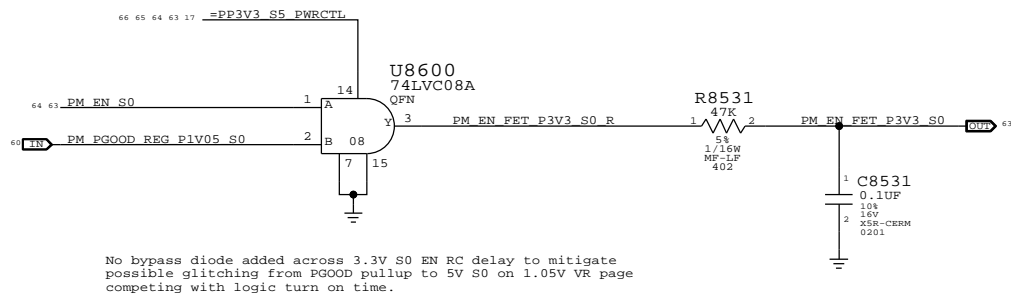 66 65 64 63 17 =PP3V3_S5_PWRCTL
U8600
74LVC08A
QFN
14
64 63 PM_EN_S0 1 A
Y 3 PM_EN_FET_P3V3_S0_R
60 IN PM_PGOOD_REG_P1V05_S0 2 B 08
7 15
R8531
47K
1 2 PM_EN_FET_P3V3_S0 OUT 63
5%
1/16W
MF-LF
402
1 C8531
0.1UF
10%
16V
2 X5R-CERM
0201
No bypass diode added across 3.3V S0 EN RC delay to mitigate
possible glitching from PGOOD pullup to 5V S0 on 1.05V VR page
competing with logic turn on time.